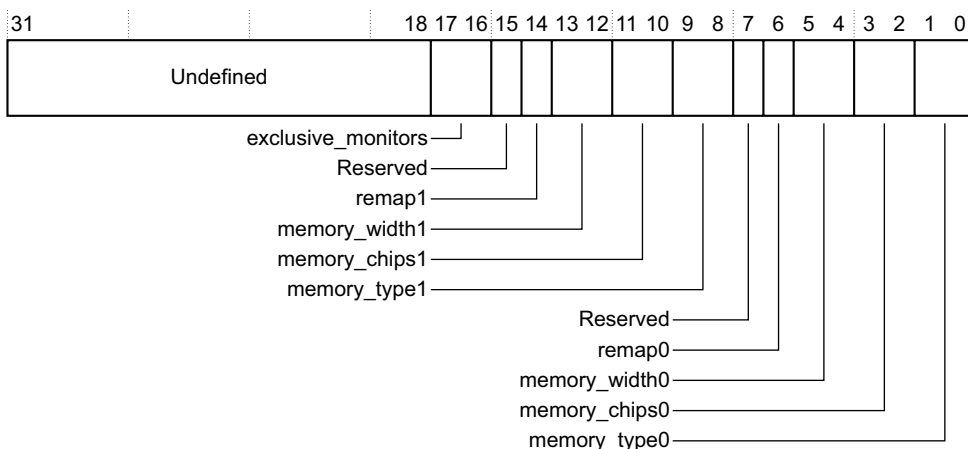 31 18 17 16 15 14 13 12 11 10 9 8 7 6 5 4 3 2 1 0
Undefined
exclusive_monitors
Reserved
remap1
memory_width1
memory_chips1
memory_type1
Reserved
remap0
memory_width0
memory_chips0
memory_type0